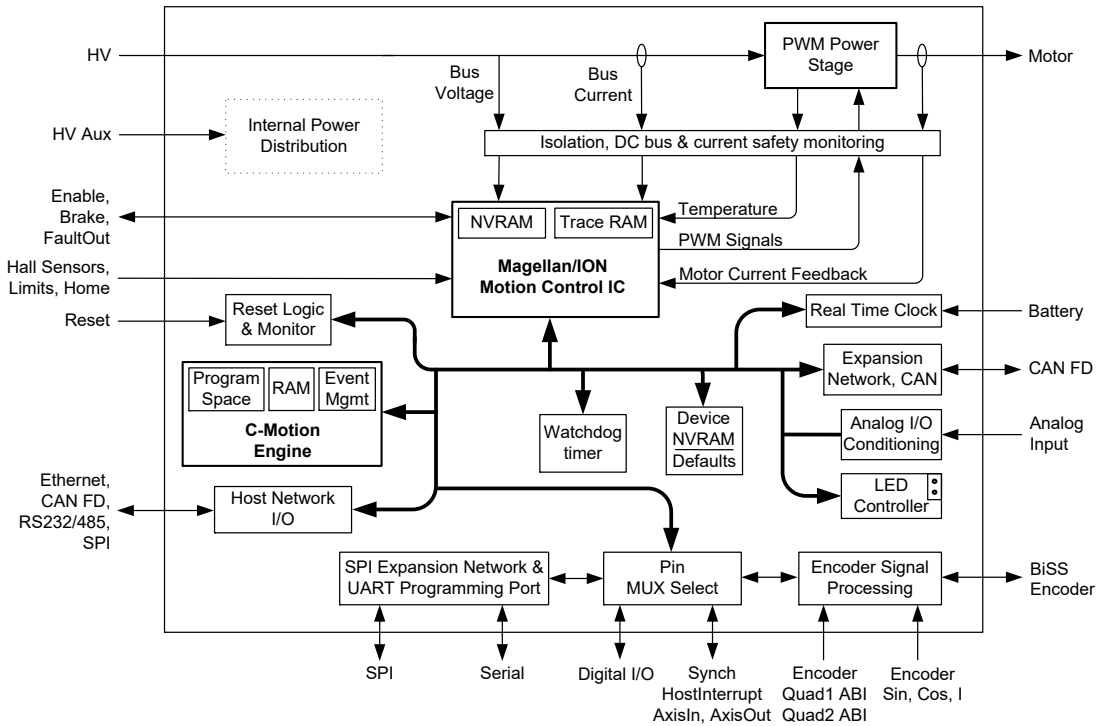 HV
PWM Power
Stage
Motor
Bus
Voltage
Bus
Current
HV Aux
Internal Power
Distribution
Isolation, DC bus & current safety monitoring
Enable,
Brake,
FaultOut
NVRAM
Trace RAM
Temperature
PWM Signals
Magellan/ION
Motion Control IC
Motor Current Feedback
Hall Sensors,
Limits, Home
Reset
Reset Logic
& Monitor
Real Time Clock
Battery
Program
Space
RAM
Event
Mgmt
C-Motion
Engine
Expansion
Network, CAN
CAN FD
Watchdog
timer
Device
NVRAM
Defaults
Analog I/O
Conditioning
Analog
Input
LED
Controller
Ethernet,
CAN FD,
RS232/485,
SPI
Host Network
I/O
SPI Expansion Network &
UART Programming Port
Pin
MUX Select
Encoder Signal
Processing
BiSS
Encoder
SPI
Serial
Digital I/O
Synch
HostInterrupt
AxisIn, AxisOut
Encoder
Quad1 ABI
Quad2 ABI
Encoder
Sin, Cos, I